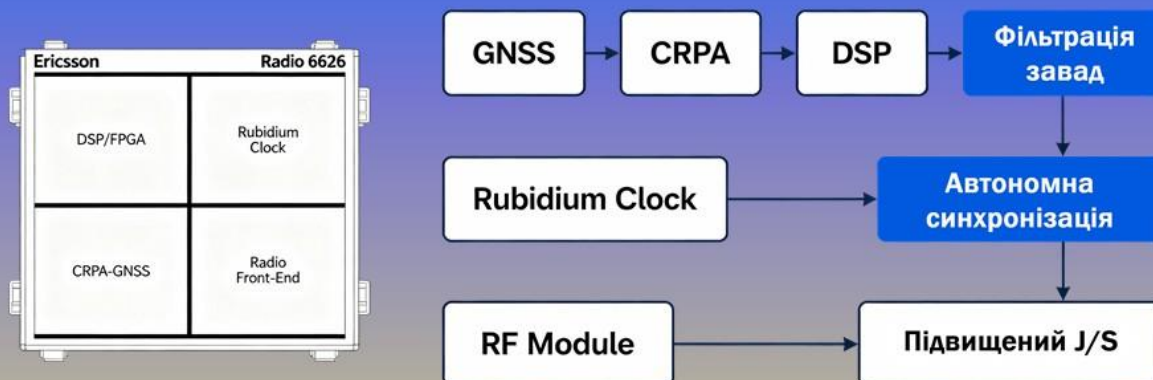 Ericsson
Radio 6626
DSP/FPGA
Rubidium
Clock
CRPA-GNSS
Radio
Front-End
GNSS
CRPA
DSP
Фільтрація
завад
Rubidium Clock
Автономна
синхронізація
RF Module
Підвищений J/S